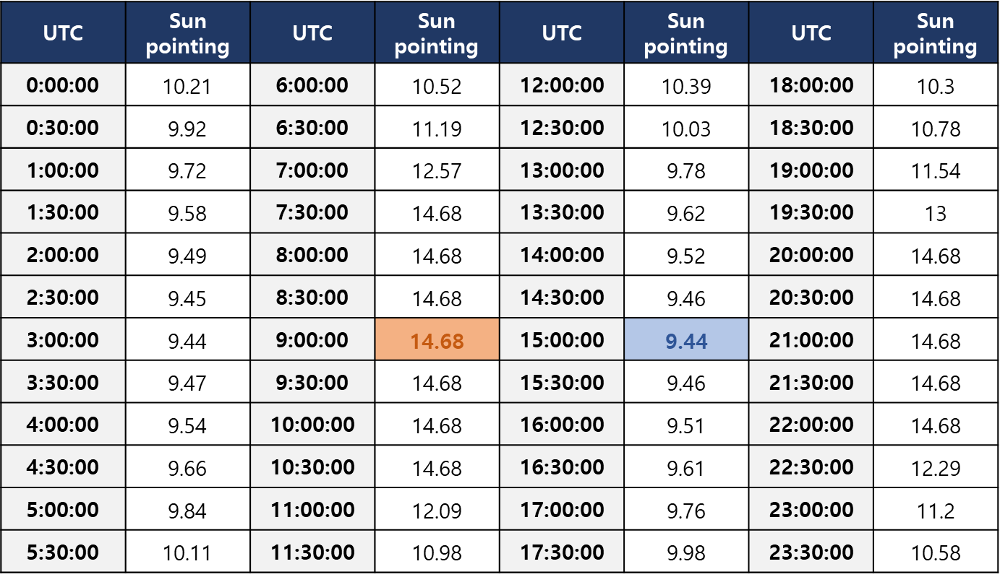 UTC Sun pointing UTC Sun pointing UTC Sun pointing UTC Sun pointing
0:00:00 10.21 6:00:00 10.52 12:00:00 10.39 18:00:00 10.3
0:30:00 9.92 6:30:00 11.19 12:30:00 10.03 18:30:00 10.78
1:00:00 9.72 7:00:00 12.57 13:00:00 9.78 19:00:00 11.54
1:30:00 9.58 7:30:00 14.68 13:30:00 9.62 19:30:00 13
2:00:00 9.49 8:00:00 14.68 14:00:00 9.52 20:00:00 14.68
2:30:00 9.45 8:30:00 14.68 14:30:00 9.46 20:30:00 14.68
3:00:00 9.44 9:00:00 14.68 15:00:00 9.44 21:00:00 14.68
3:30:00 9.47 9:30:00 14.68 15:30:00 9.46 21:30:00 14.68
4:00:00 9.54 10:00:00 14.68 16:00:00 9.51 22:00:00 14.68
4:30:00 9.66 10:30:00 14.68 16:30:00 9.61 22:30:00 12.29
5:00:00 9.84 11:00:00 12.09 17:00:00 9.76 23:00:00 11.2
5:30:00 10.11 11:30:00 10.98 17:30:00 9.98 23:30:00 10.58